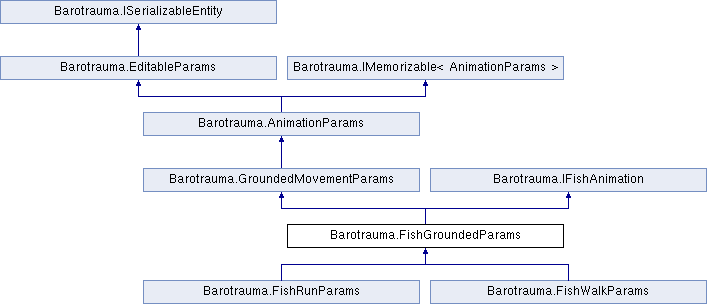 Barotrauma.ISerializableEntity
Barotrauma.EditableParams
Barotrauma.IMemorizable< AnimationParams >
Barotrauma.AnimationParams
Barotrauma.GroundedMovementParams
Barotrauma.IFishAnimation
Barotrauma.FishGroundedParams
Barotrauma.FishRunParams
Barotrauma.FishWalkParams